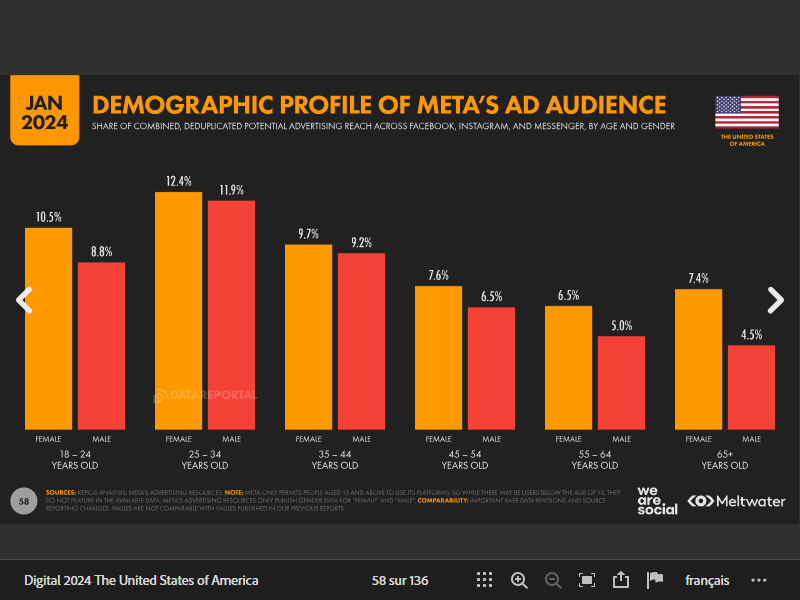 JAN
2024
DEMOGRAPHIC PROFILE OF META'S AD AUDIENCE
SHARE OF COMBINED, DEDUPLICATED POTENTIAL ADVERTISING REACH ACROSS FACEBOOK, INSTAGRAM, AND MESSENGER, BY AGE AND GENDER
THE UNITED STATES
OF AMERICA
10.5%
8.8%
12.4%
11.9%
9.7%
9.2%
7.6%
6.5%
6.5%
5.0%
7.4%
4.5%
DATAREPORTAL
FEMALE MALE FEMALE MALE FEMALE MALE FEMALE MALE FEMALE MALE FEMALE MALE
18 – 24 25 – 34 35 – 44 45 – 54 55 – 64 65+
YEARS OLD YEARS OLD YEARS OLD YEARS OLD YEARS OLD YEARS OLD
58
SOURCES: KEPIOS ANALYSIS; META'S ADVERTISING RESOURCES. NOTE: META ONLY PERMITS PEOPLE AGED 13 AND ABOVE TO USE ITS PLATFORMS, SO WHILE THERE MAY BE USERS BELOW THE AGE OF 13, THEY
DO NOT FEATURE IN THE AVAILABLE DATA. META'S ADVERTISING RESOURCES ONLY PUBLISH GENDER DATA FOR "FEMALE" AND "MALE". COMPARABILITY: IMPORTANT BASE DATA REVISIONS AND SOURCE
REPORTING CHANGES. VALUES ARE NOT COMPARABLE WITH VALUES PUBLISHED IN OUR PREVIOUS REPORTS.
we
are.
social
Meltwater
Digital 2024 The United States of America
58 sur 136
français